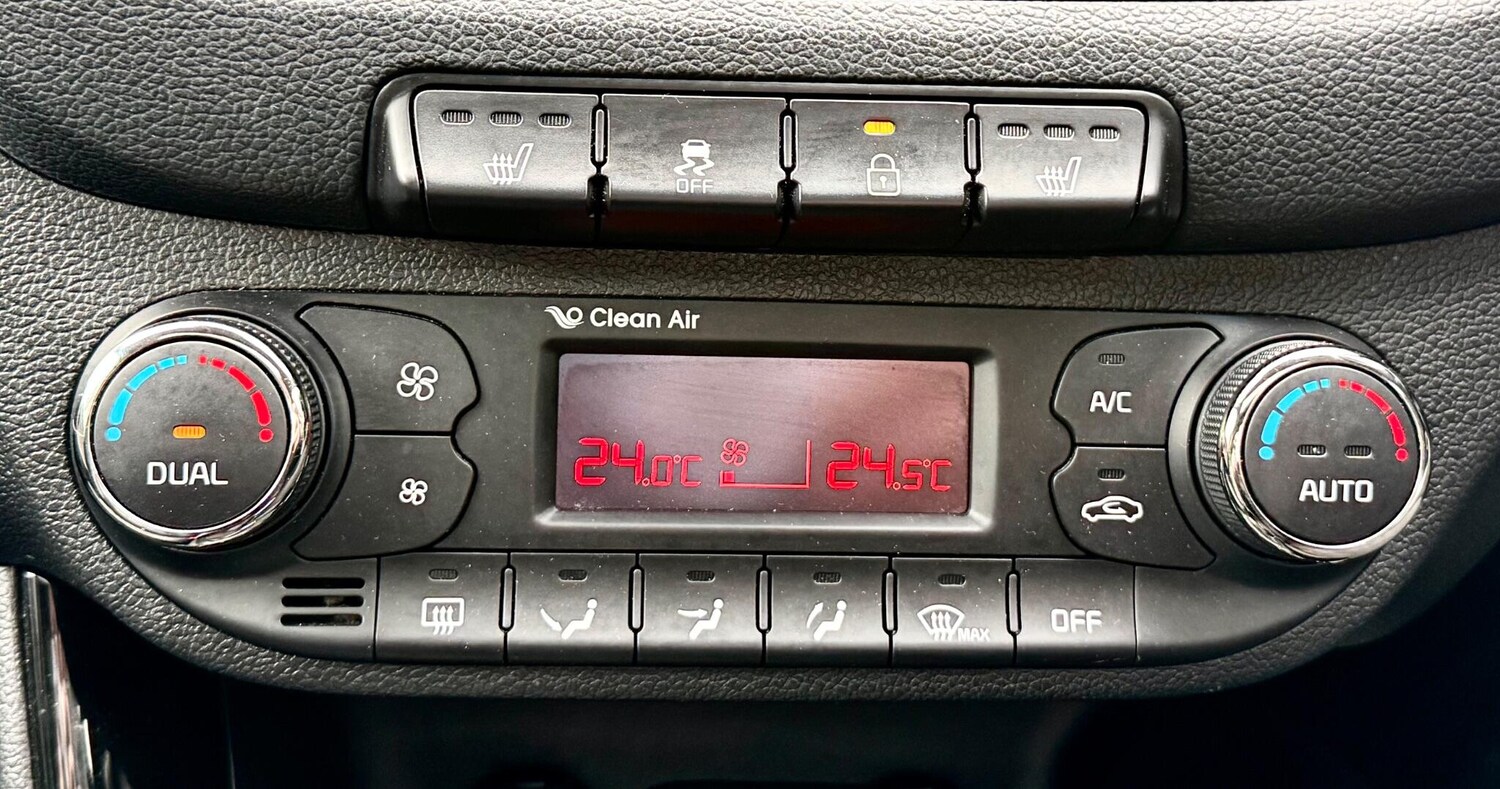 OFF
Clean Air
DUAL
24.0°C
24.5°C
A/C
AUTO
MAX
OFF